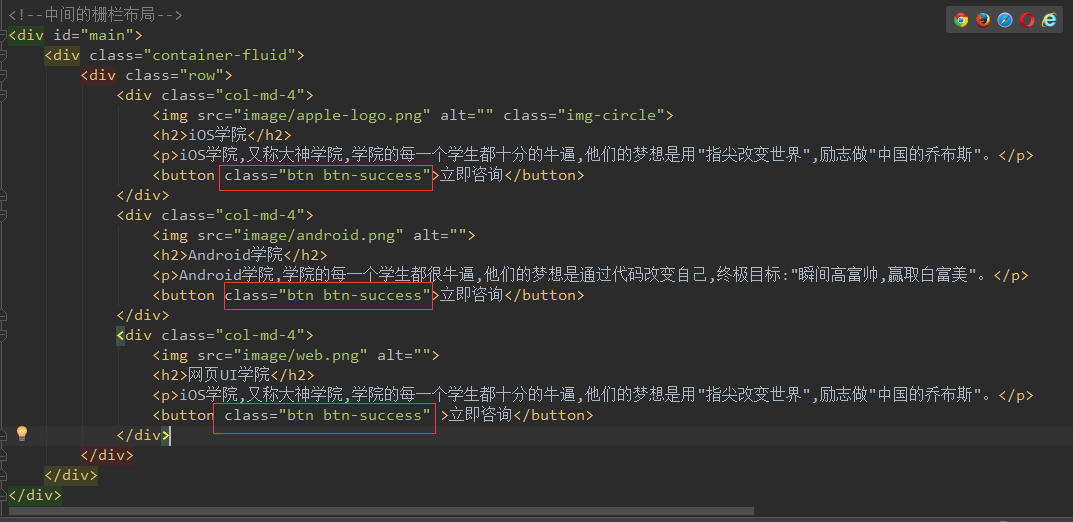 <!--中间的栅栏布局-->
<div id="main">
    <div class="container-fluid">
        <div class="row">
            <div class="col-md-4">
                <img src="image/apple-logo.png" alt="" class="img-circle">
                <h2>iOS学院</h2>
                <p>iOS学院,又称大神学院,学院的每一个学生都十分的牛逼,他们的梦想是用"指尖改变世界",励志做"中国的乔布斯"。</p>
                <button class="btn btn-success">立即咨询</button>
            </div>
            <div class="col-md-4">
                <img src="image/android.png" alt="">
                <h2>Android学院</h2>
                <p>Android学院,学院的每一个学生都很牛逼,他们的梦想是通过代码改变自己,终极目标:"瞬间高富帅,赢取白富美"。</p>
                <button class="btn btn-success">立即咨询</button>
            </div>
            <div class="col-md-4">
                <img src="image/web.png" alt="">
                <h2>网页UI学院</h2>
                <p>iOS学院,又称大神学院,学院的每一个学生都十分的牛逼,他们的梦想是用"指尖改变世界",励志做"中国的乔布斯"。</p>
                <button class="btn btn-success" >立即咨询</button>
            </div>
        </div>
    </div>
</div>